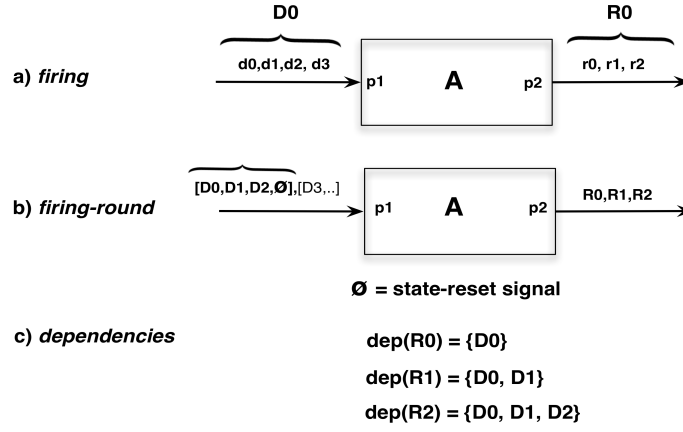 D0
R0
d0,d1,d2, d3
r0, r1, r2
a) firing
p1
A
p2
[D0,D1,D2,Ø],[D3,..]
R0,R1,R2
b) firing-round
p1
A
p2
Ø = state-reset signal
c) dependencies
dep(R0) = {D0}
dep(R1) = {D0, D1}
dep(R2) = {D0, D1, D2}